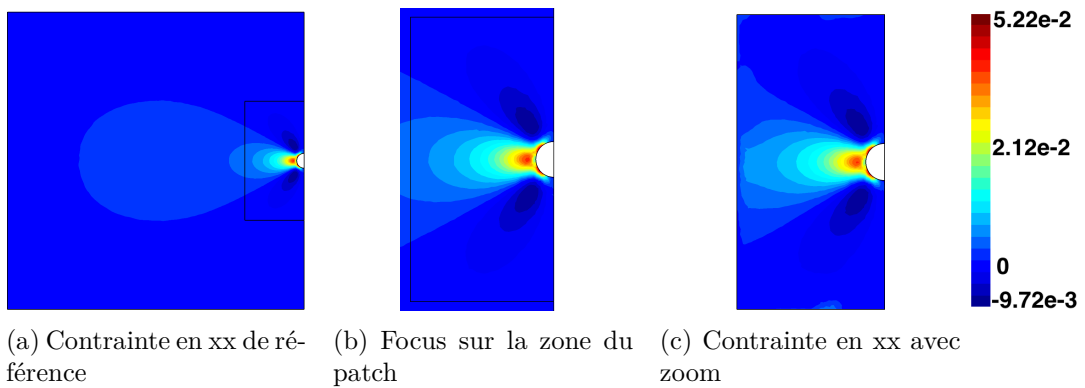 5.22e-2
2.12e-2
0
-9.72e-3
(a) Contrainte en xx de ré-
férence
(b) Focus sur la zone du
patch
(c) Contrainte en xx avec
zoom